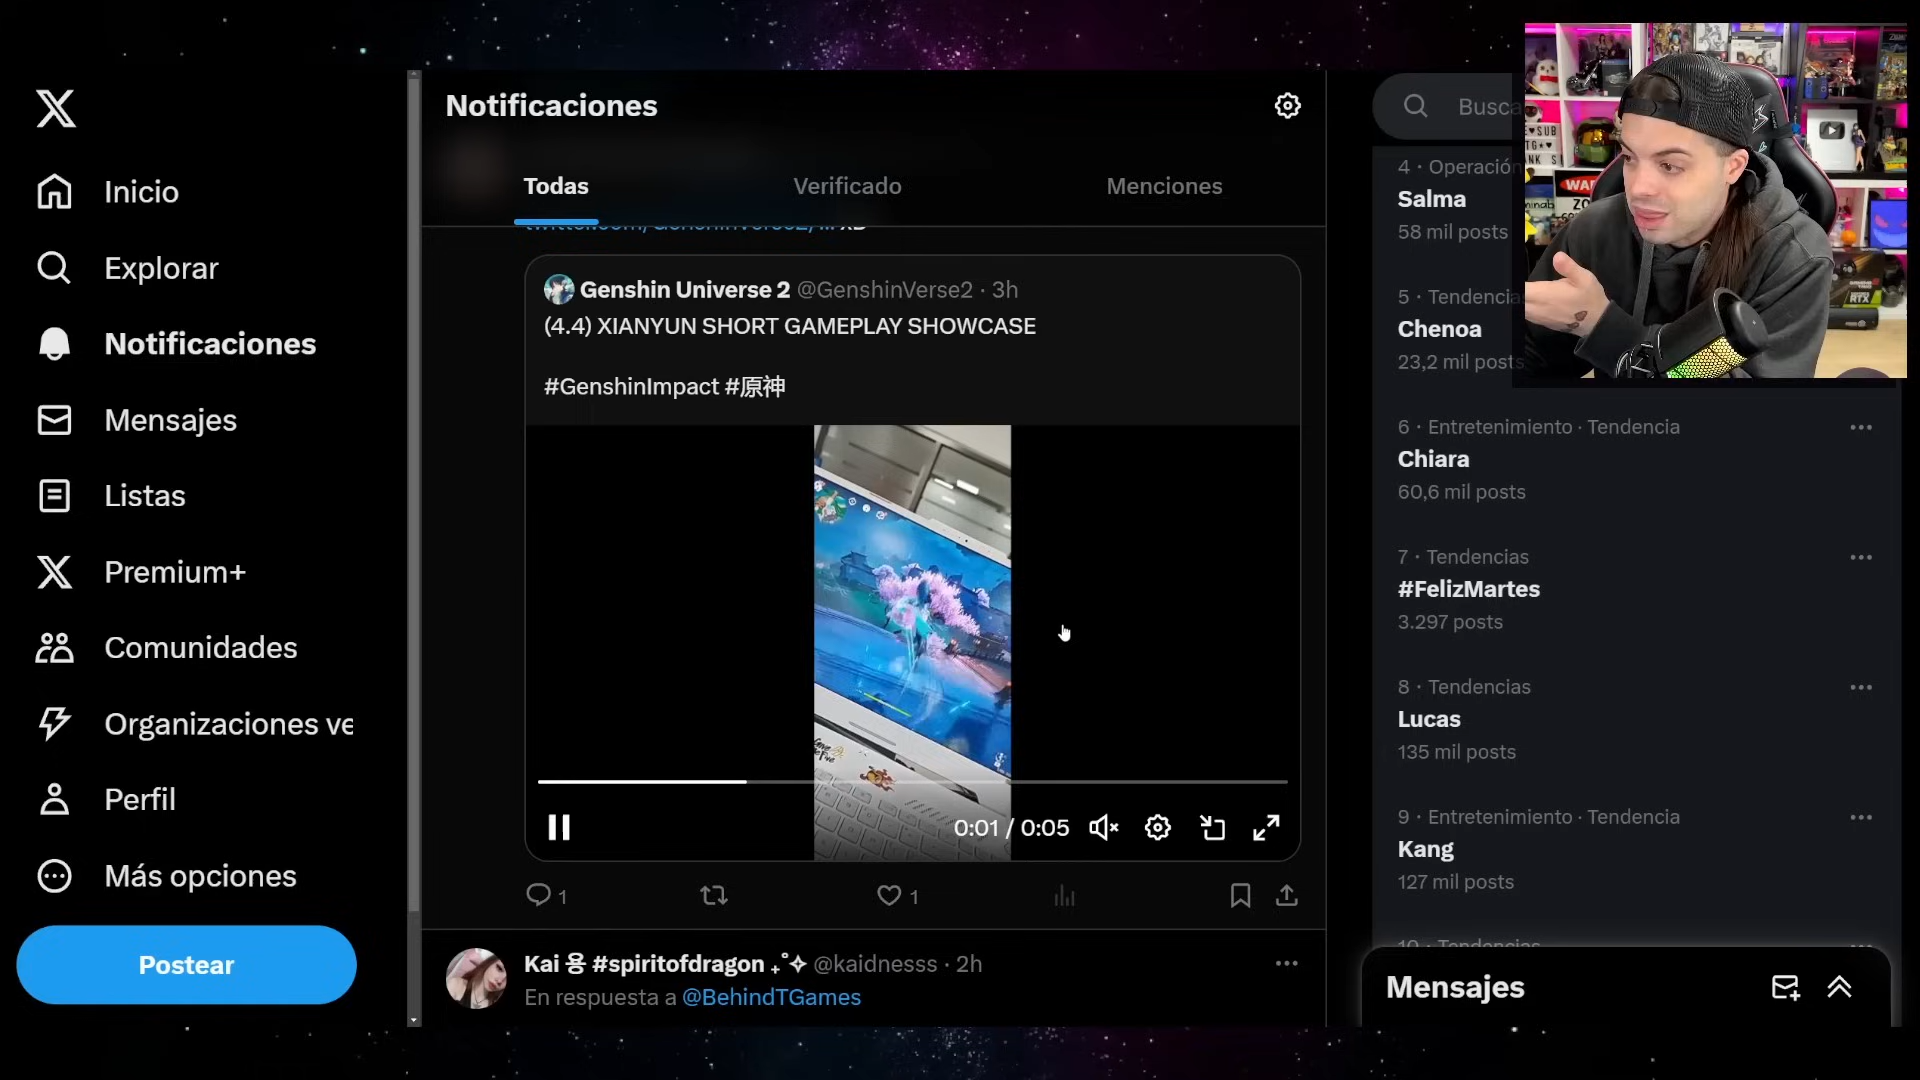 Inicio
Explorar
Notificaciones
Mensajes
Listas
Premium+
Comunidades
Organizaciones ve
Perfil
Más opciones
Postear
Notificaciones
Todas
Verificado
Menciones
Genshin Universe 2 @GenshinVerse2 · 3h
(4.4) XIANYUN SHORT GAMEPLAY SHOWCASE
#GenshinImpact #原神
0:01 / 0:05
1
1
Kai 용 #spiritofdragon ₊˚✧ @kaidnesss · 2h
En respuesta a @BehindTGames
Busca
4 · Operación
Salma
58 mil posts
5 · Tendencias
Chenoa
23,2 mil posts
6 · Entretenimiento · Tendencia
Chiara
60,6 mil posts
7 · Tendencias
#FelizMartes
3.297 posts
8 · Tendencias
Lucas
135 mil posts
9 · Entretenimiento · Tendencia
Kang
127 mil posts
10 · Tendencias
Mensajes